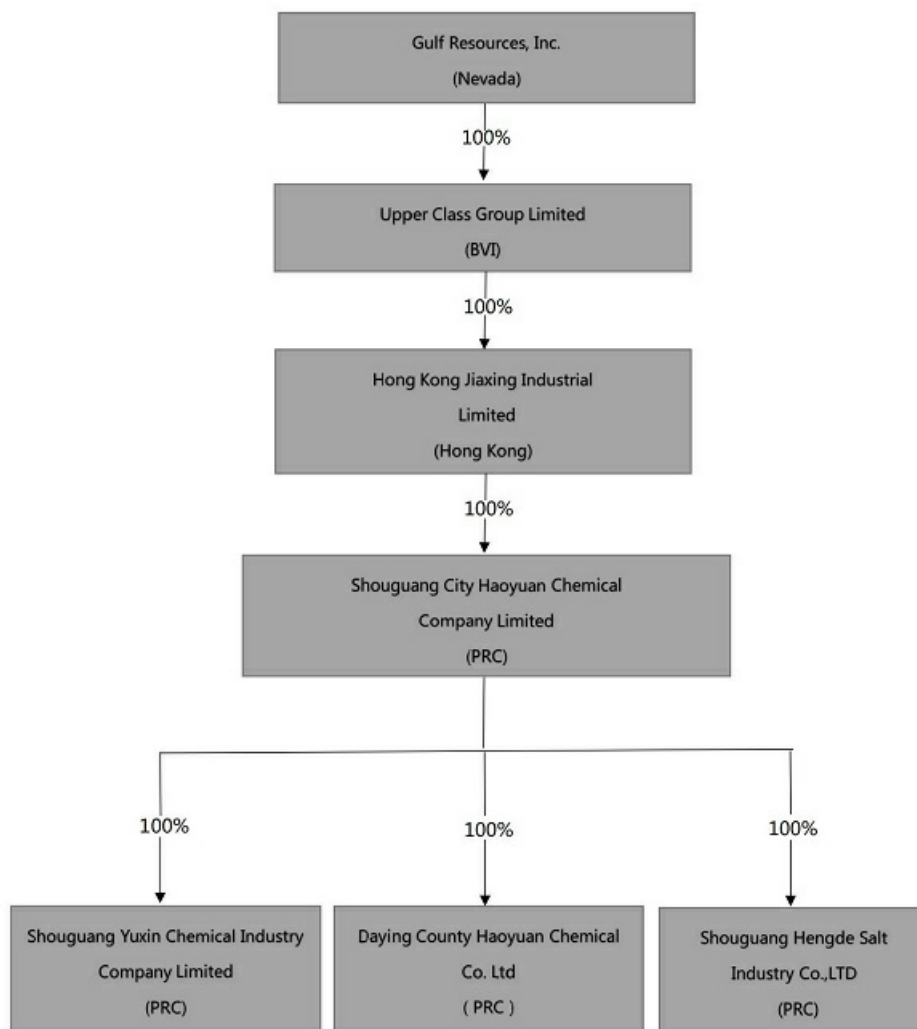 Gulf Resources, Inc.
(Nevada)
100%
Upper Class Group Limited
(BVI)
100%
Hong Kong Jiaxing Industrial
Limited
(Hong Kong)
100%
Shouguang City Haoyuan Chemical
Company Limited
(PRC)
100%
100%
100%
Shouguang Yuxin Chemical Industry
Company Limited
(PRC)
Daying County Haoyuan Chemical
Co. Ltd
( PRC )
Shouguang Hengde Salt
Industry Co.,LTD
(PRC)